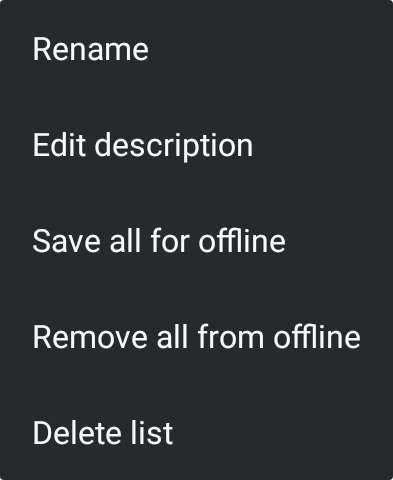 Rename
Edit description
Save all for offline
Remove all from offline
Delete list